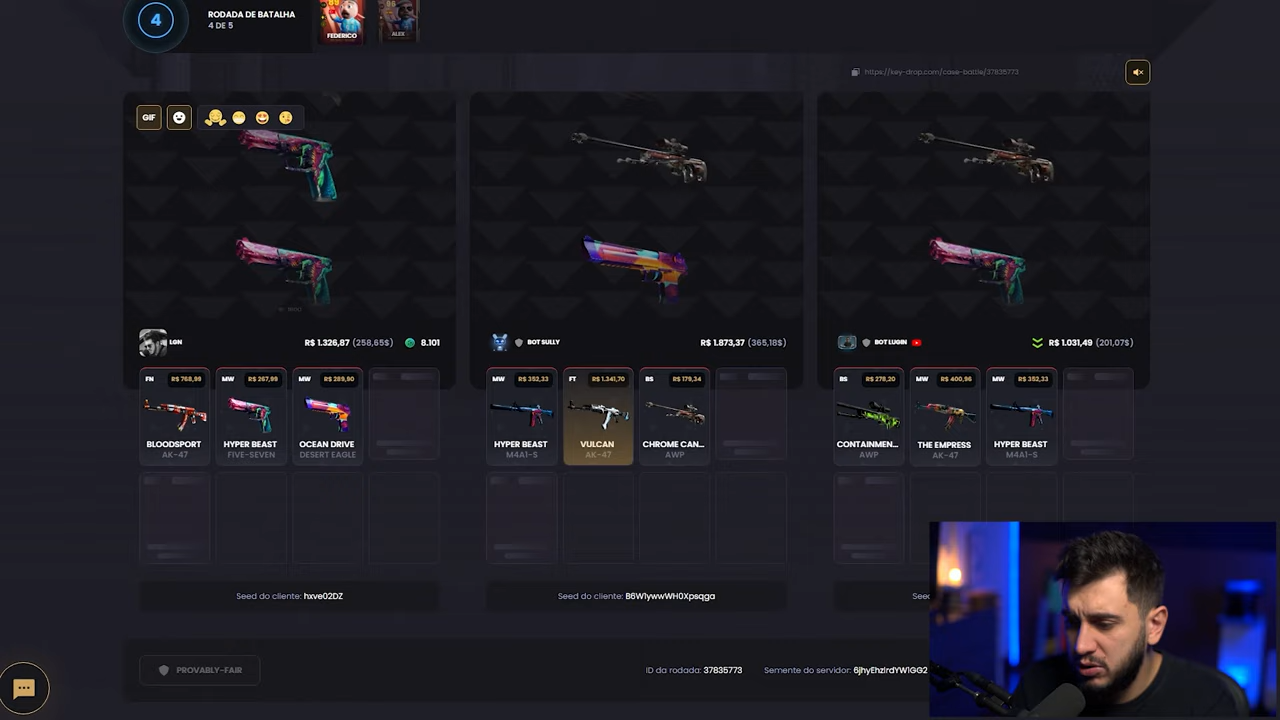 4
RODADA DE BATALHA
4 DE 5
FEDERICO
ALEX
https://key-drop.com/case-battle/37835773
GIF
LGN
R$ 1.326,87 (258,65$)
8.101
BOT SULLY
R$ 1.873,37 (365,18$)
BOT LUGIN
R$ 1.031,49 (201,07$)
FN R$ 768,99
BLOODSPORT
AK-47
MW R$ 267,99
HYPER BEAST
FIVE-SEVEN
MW R$ 289,90
OCEAN DRIVE
DESERT EAGLE
MW R$ 352,33
HYPER BEAST
M4A1-S
FT R$ 1.341,70
VULCAN
AK-47
BS R$ 179,34
CHROME CAN...
AWP
BS R$ 278,20
CONTAINMEN...
AWP
MW R$ 400,96
THE EMPRESS
AK-47
MW R$ 352,33
HYPER BEAST
M4A1-S
Seed do cliente: hxve02DZ
Seed do cliente: B6W1ywwWH0Xpsqga
Seed
PROVABLY-FAIR
ID da rodada: 37835773
Semente do servidor: 6jhyEhzIrdYWlGG2